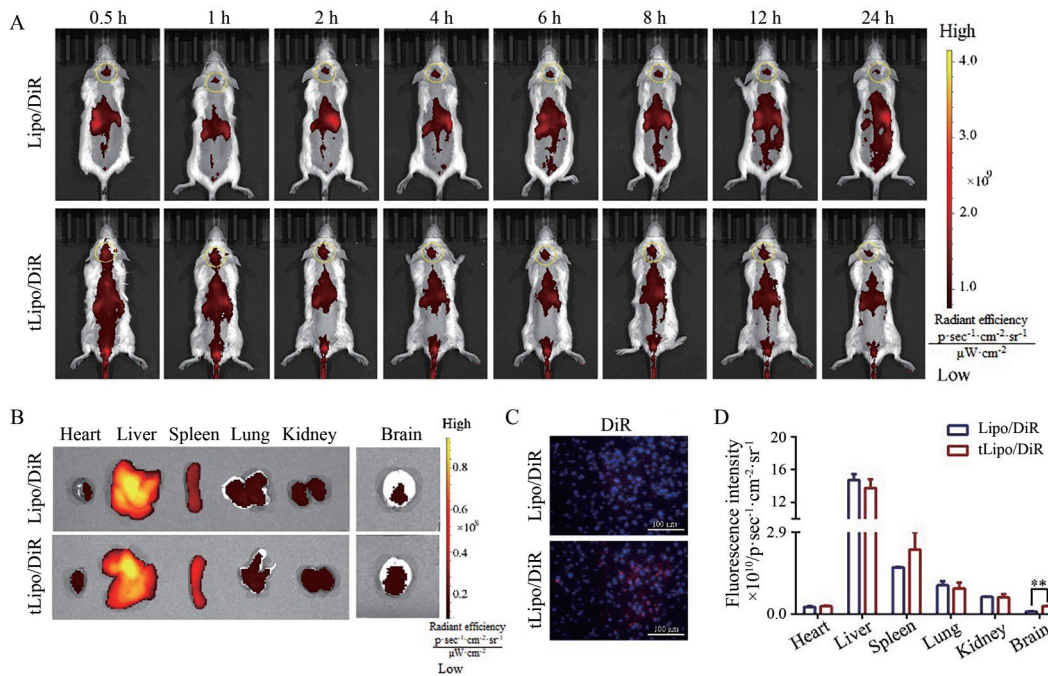 A
0.5 h 1 h 2 h 4 h 6 h 8 h 12 h 24 h
Lipo/DiR
tLipo/DiR
High
4.0
3.0
×10⁹
2.0
1.0
Radiant efficiency
p·sec⁻¹·cm⁻²·sr⁻¹
µW·cm⁻²
Low
B
Heart Liver Spleen Lung Kidney Brain
Lipo/DiR
tLipo/DiR
High
0.8
0.6
×10⁸
0.4
0.2
Radiant efficiency
p·sec⁻¹·cm⁻²·sr⁻¹
µW·cm⁻²
Low
C
DiR
Lipo/DiR
100 µm
tLipo/DiR
100 µm
D
Lipo/DiR
tLipo/DiR
Fluorescence intensity
×10¹⁰/p·sec⁻¹·cm⁻²·sr⁻¹
20
16
12
8
2.9
0.0
**
Heart Liver Spleen Lung Kidney Brain